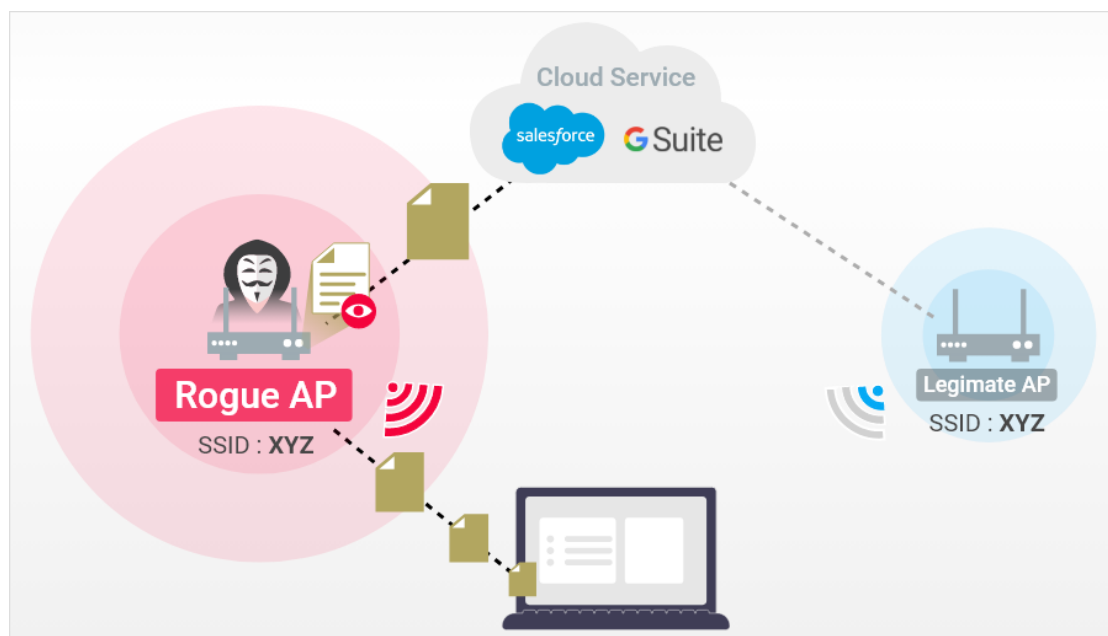 Cloud Service
salesforce
G Suite
Rogue AP
SSID : XYZ
Legimate AP
SSID : XYZ